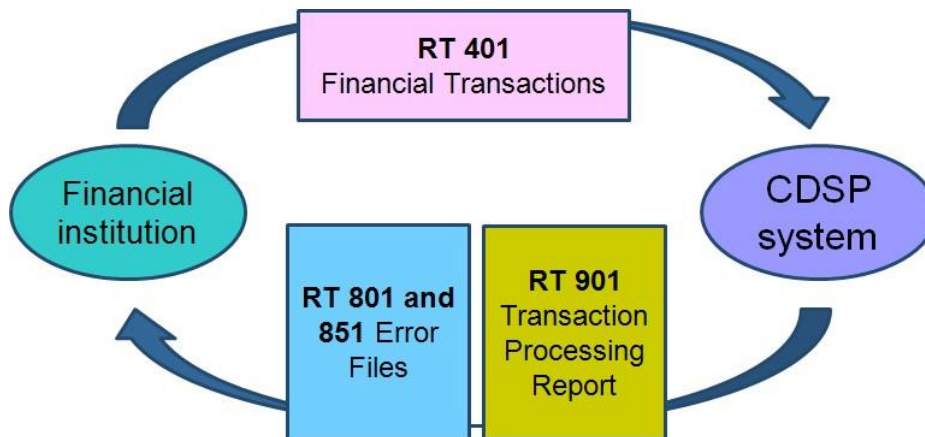 RT 401
Financial Transactions
Financial
institution
CDSP
system
RT 801 and
851 Error
Files
RT 901
Transaction
Processing
Report